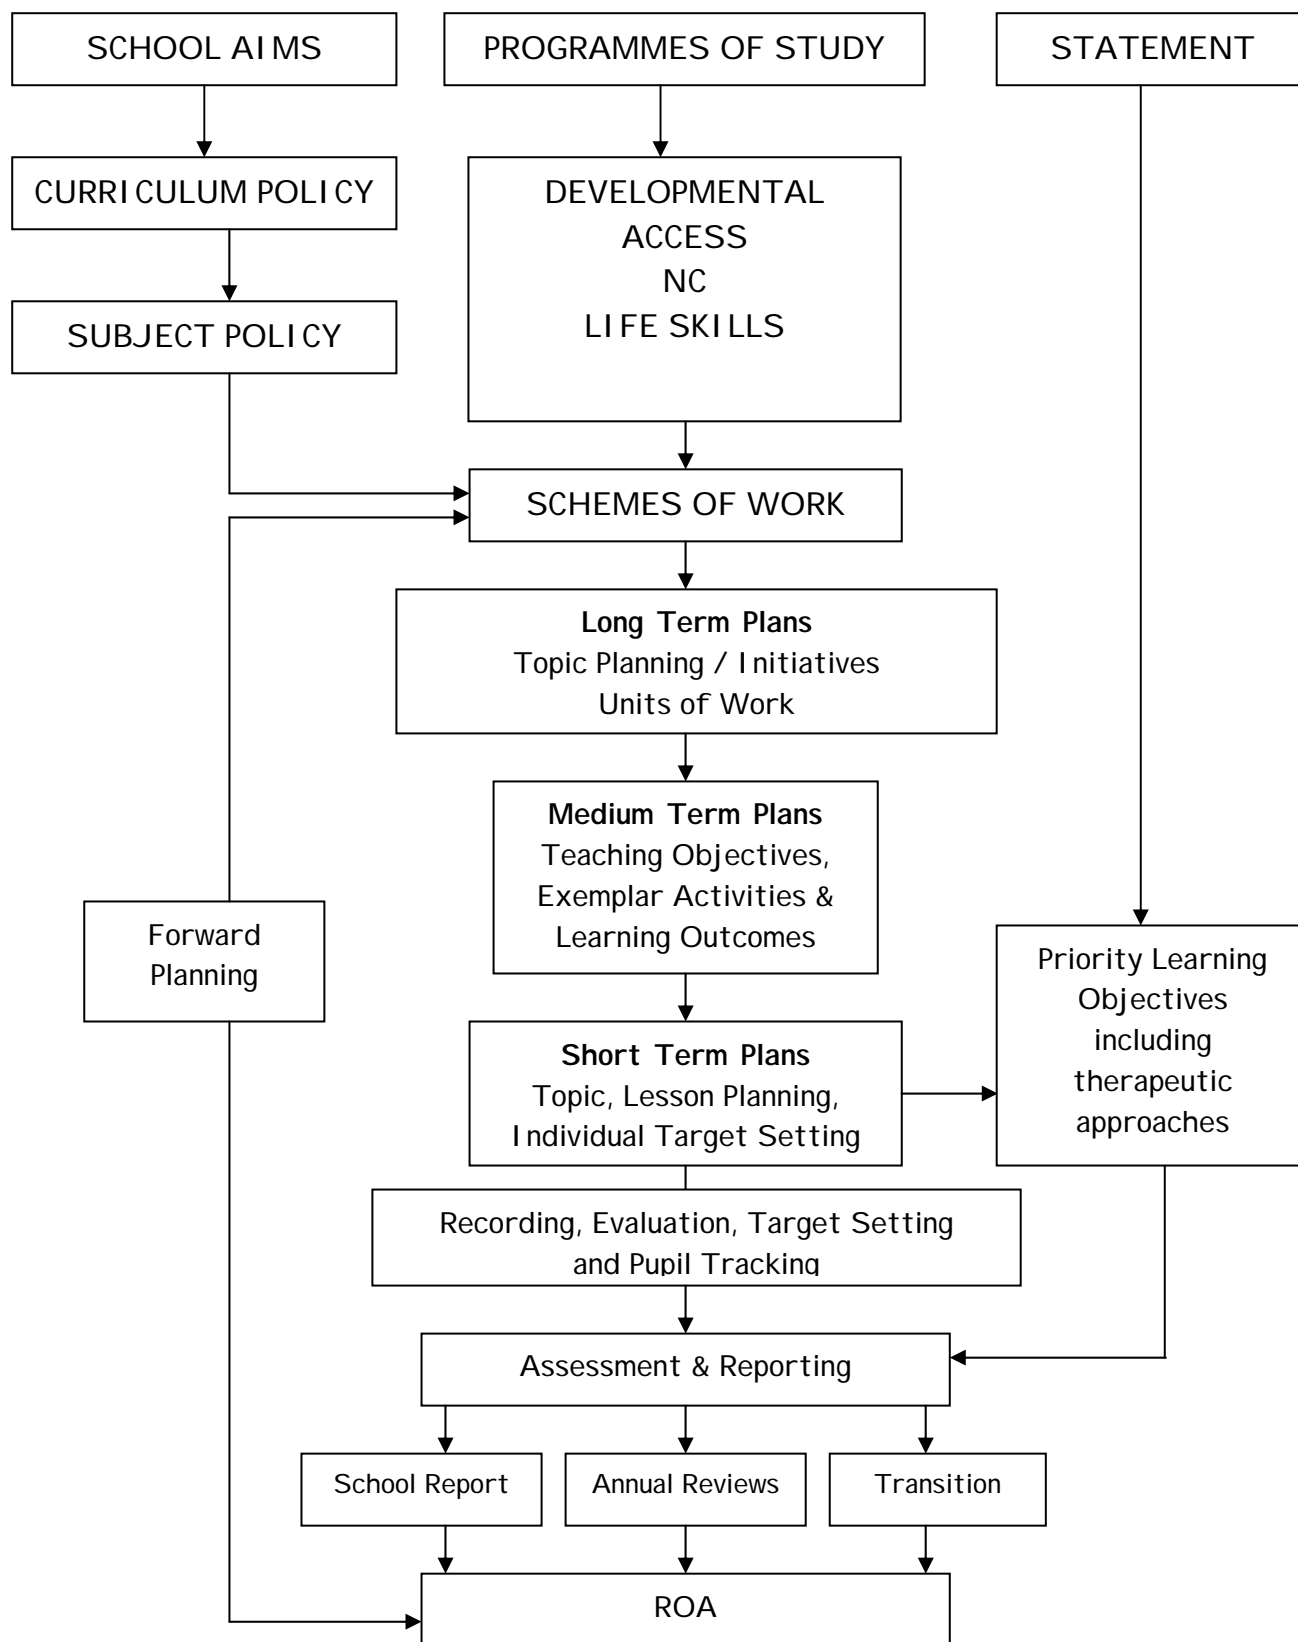 SCHOOL AIMS
PROGRAMMES OF STUDY
STATEMENT
CURRICULUM POLICY
DEVELOPMENTAL
ACCESS
NC
LIFE SKILLS
SUBJECT POLICY
SCHEMES OF WORK
Long Term Plans
Topic Planning / Initiatives
Units of Work
Medium Term Plans
Teaching Objectives,
Exemplar Activities &
Learning Outcomes
Forward
Planning
Priority Learning
Objectives
including
therapeutic
approaches
Short Term Plans
Topic, Lesson Planning,
Individual Target Setting
Recording, Evaluation, Target Setting
and Pupil Tracking
Assessment & Reporting
School Report
Annual Reviews
Transition
ROA